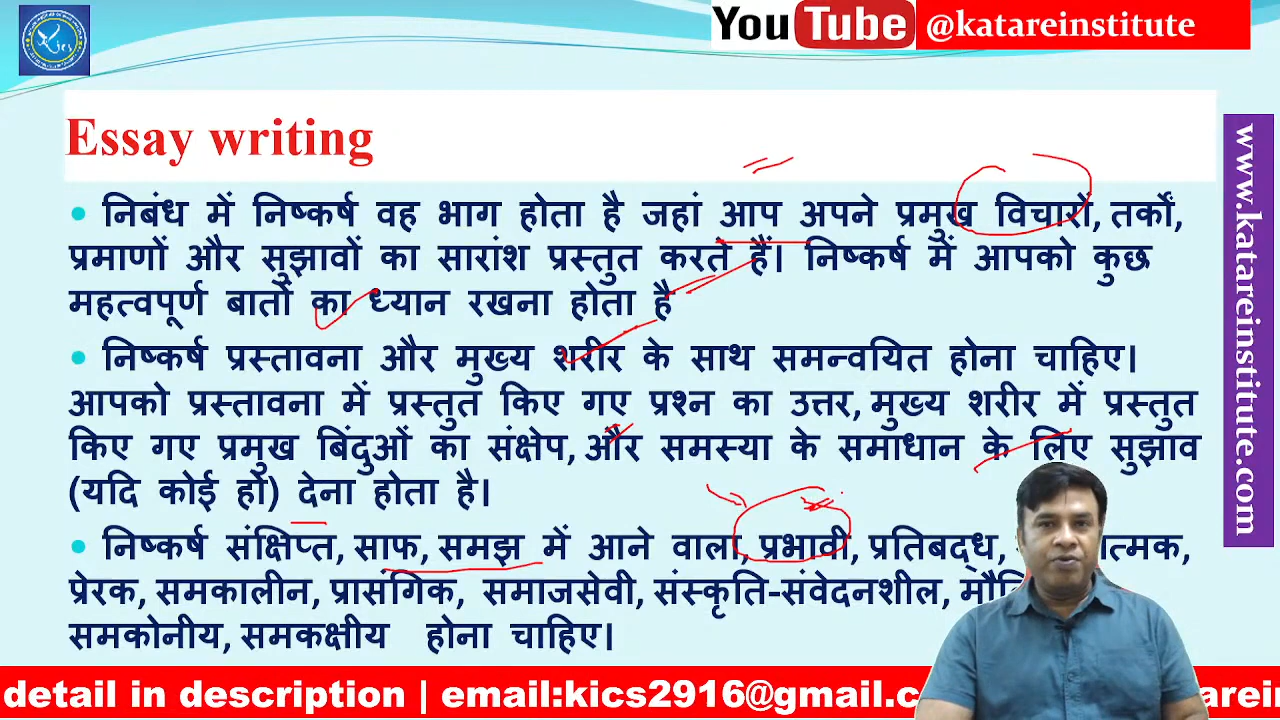 YouTube @katareinstitute
Kics
Essay writing
www.katareinstitute.com
• निबंध में निष्कर्ष वह भाग होता है जहां आप अपने प्रमुख विचारों, तर्कों,
प्रमाणों और सुझावों का सारांश प्रस्तुत करते हैं। निष्कर्ष में आपको कुछ
महत्वपूर्ण बातों का ध्यान रखना होता है
• निष्कर्ष प्रस्तावना और मुख्य शरीर के साथ समन्वयित होना चाहिए।
आपको प्रस्तावना में प्रस्तुत किए गए प्रश्न का उत्तर, मुख्य शरीर में प्रस्तुत
किए गए प्रमुख बिंदुओं का संक्षेप, और समस्या के समाधान के लिए सुझाव
(यदि कोई हो) देना होता है।
• निष्कर्ष संक्षिप्त, साफ, समझ में आने वाला, प्रभावी, प्रतिबद्ध,
प्रेरक, समकालीन, प्रासंगिक, समाजसेवी, संस्कृति-संवेदनशील,
समकोनीय, समकक्षीय होना चाहिए।
detail in description | email:kics2916@gmail.c